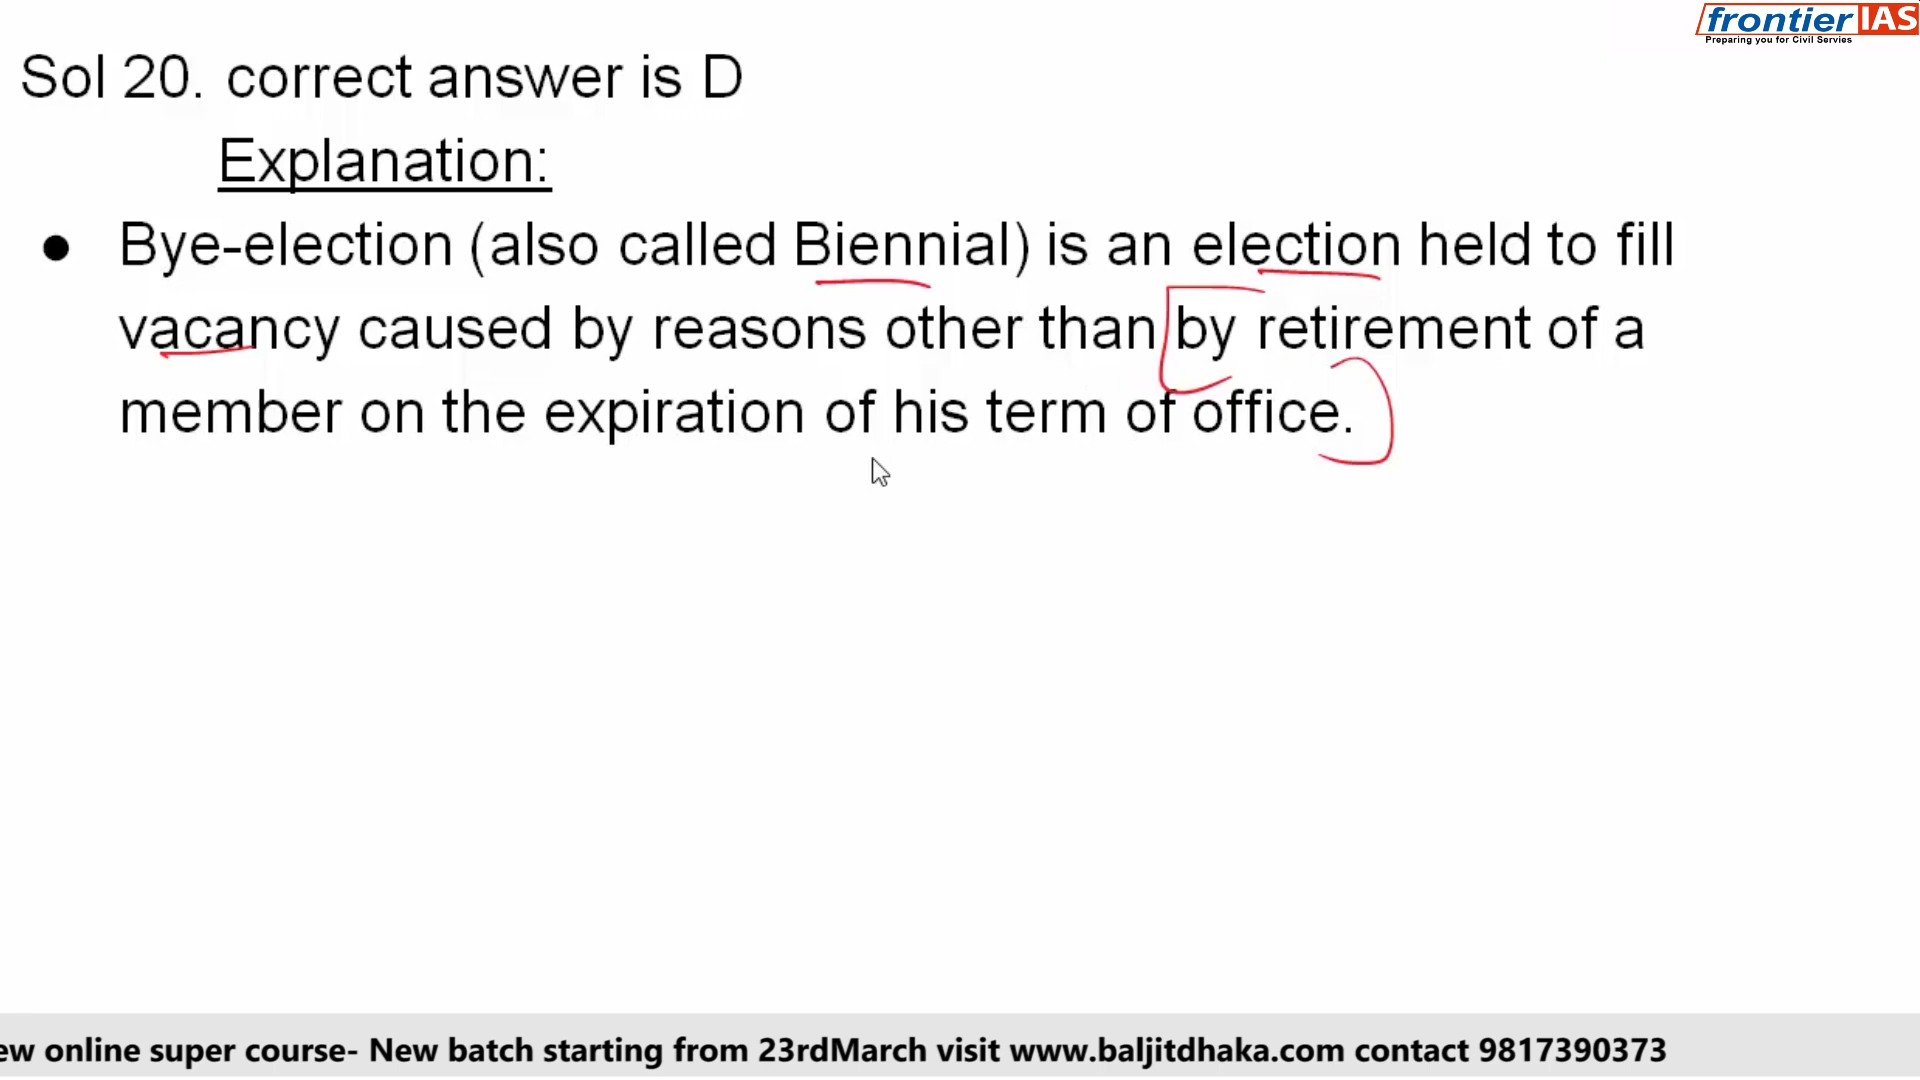 frontier IAS
Preparing you for Civil Servies
Sol 20. correct answer is D
Explanation:
● Bye-election (also called Biennial) is an election held to fill
vacancy caused by reasons other than by retirement of a
member on the expiration of his term of office.
ew online super course- New batch starting from 23rdMarch visit www.baljitdhaka.com contact 9817390373